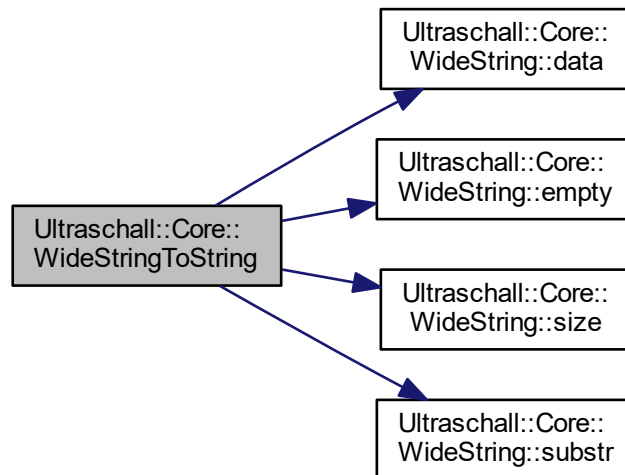 Ultraschall::Core::
WideString::data
Ultraschall::Core::
WideString::empty
Ultraschall::Core::
WideStringToString
Ultraschall::Core::
WideString::size
Ultraschall::Core::
WideString::substr